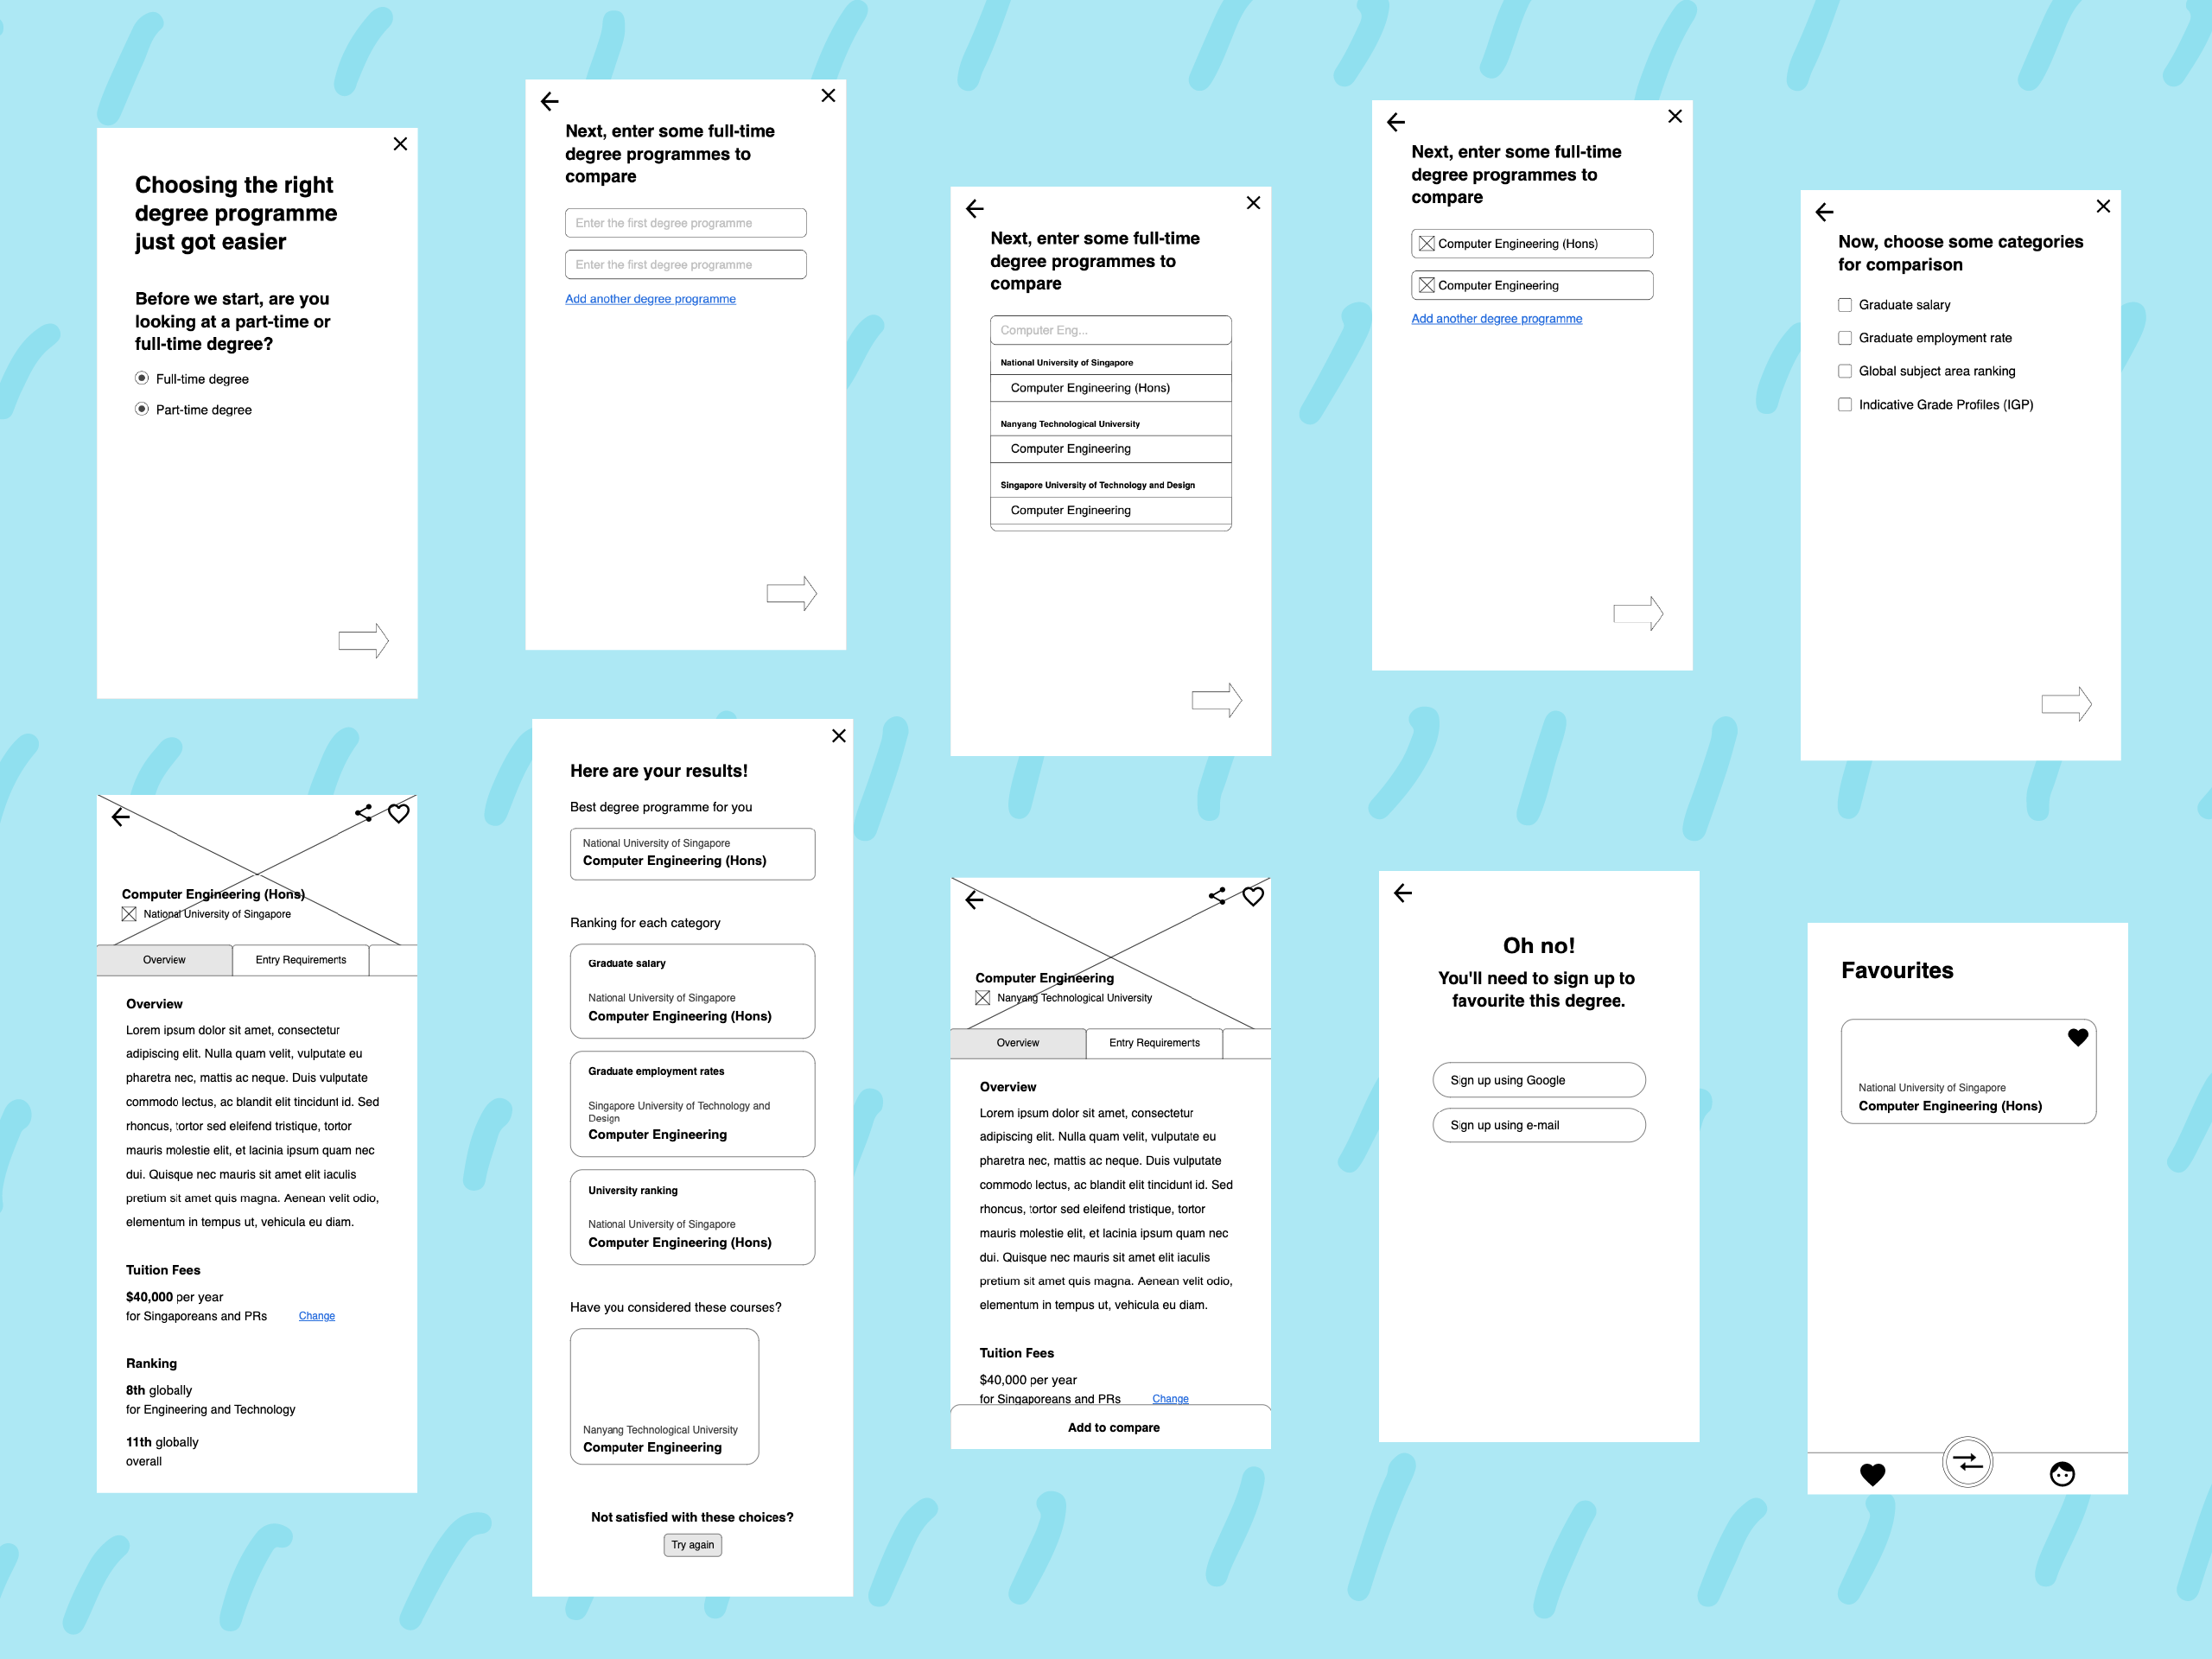 Choosing the right
degree programme
just got easier
Before we start, are you
looking at a part-time or
full-time degree?
Full-time degree
Part-time degree
Next, enter some full-time
degree programmes to
compare
Enter the first degree programme
Enter the first degree programme
Add another degree programme
Next, enter some full-time
degree programmes to
compare
Computer Eng...
National University of Singapore
Computer Engineering (Hons)
Nanyang Technological University
Computer Engineering
Singapore University of Technology and Design
Computer Engineering
Next, enter some full-time
degree programmes to
compare
Computer Engineering (Hons)
Computer Engineering
Add another degree programme
Now, choose some categories
for comparison
Graduate salary
Graduate employment rate
Global subject area ranking
Indicative Grade Profiles (IGP)
Computer Engineering (Hons)
National University of Singapore
Overview
Entry Requirements
Overview
Lorem ipsum dolor sit amet, consectetur
adipiscing elit. Nulla quam velit, vulputate eu
pharetra nec, mattis ac neque. Duis vulputate
commodo lectus, ac blandit elit tincidunt id. Sed
rhoncus, tortor sed eleifend tristique, tortor
mauris molestie elit, et lacinia ipsum quam nec
dui. Quisque nec mauris sit amet elit iaculis
pretium sit amet quis magna. Aenean velit odio,
elementum in tempus ut, vehicula eu diam.
Tuition Fees
$40,000 per year
for Singaporeans and PRs Change
Ranking
8th globally
for Engineering and Technology
11th globally
overall
Here are your results!
Best degree programme for you
National University of Singapore
Computer Engineering (Hons)
Ranking for each category
Graduate salary
National University of Singapore
Computer Engineering (Hons)
Graduate employment rates
Singapore University of Technology and
Design
Computer Engineering
University ranking
National University of Singapore
Computer Engineering (Hons)
Have you considered these courses?
Nanyang Technological University
Computer Engineering
Not satisfied with these choices?
Try again
Computer Engineering
Nanyang Technological University
Overview
Entry Requirements
Overview
Lorem ipsum dolor sit amet, consectetur
adipiscing elit. Nulla quam velit, vulputate eu
pharetra nec, mattis ac neque. Duis vulputate
commodo lectus, ac blandit elit tincidunt id. Sed
rhoncus, tortor sed eleifend tristique, tortor
mauris molestie elit, et lacinia ipsum quam nec
dui. Quisque nec mauris sit amet elit iaculis
pretium sit amet quis magna. Aenean velit odio,
elementum in tempus ut, vehicula eu diam.
Tuition Fees
$40,000 per year
for Singaporeans and PRs Change
Add to compare
Oh no!
You'll need to sign up to
favourite this degree.
Sign up using Google
Sign up using e-mail
Favourites
National University of Singapore
Computer Engineering (Hons)